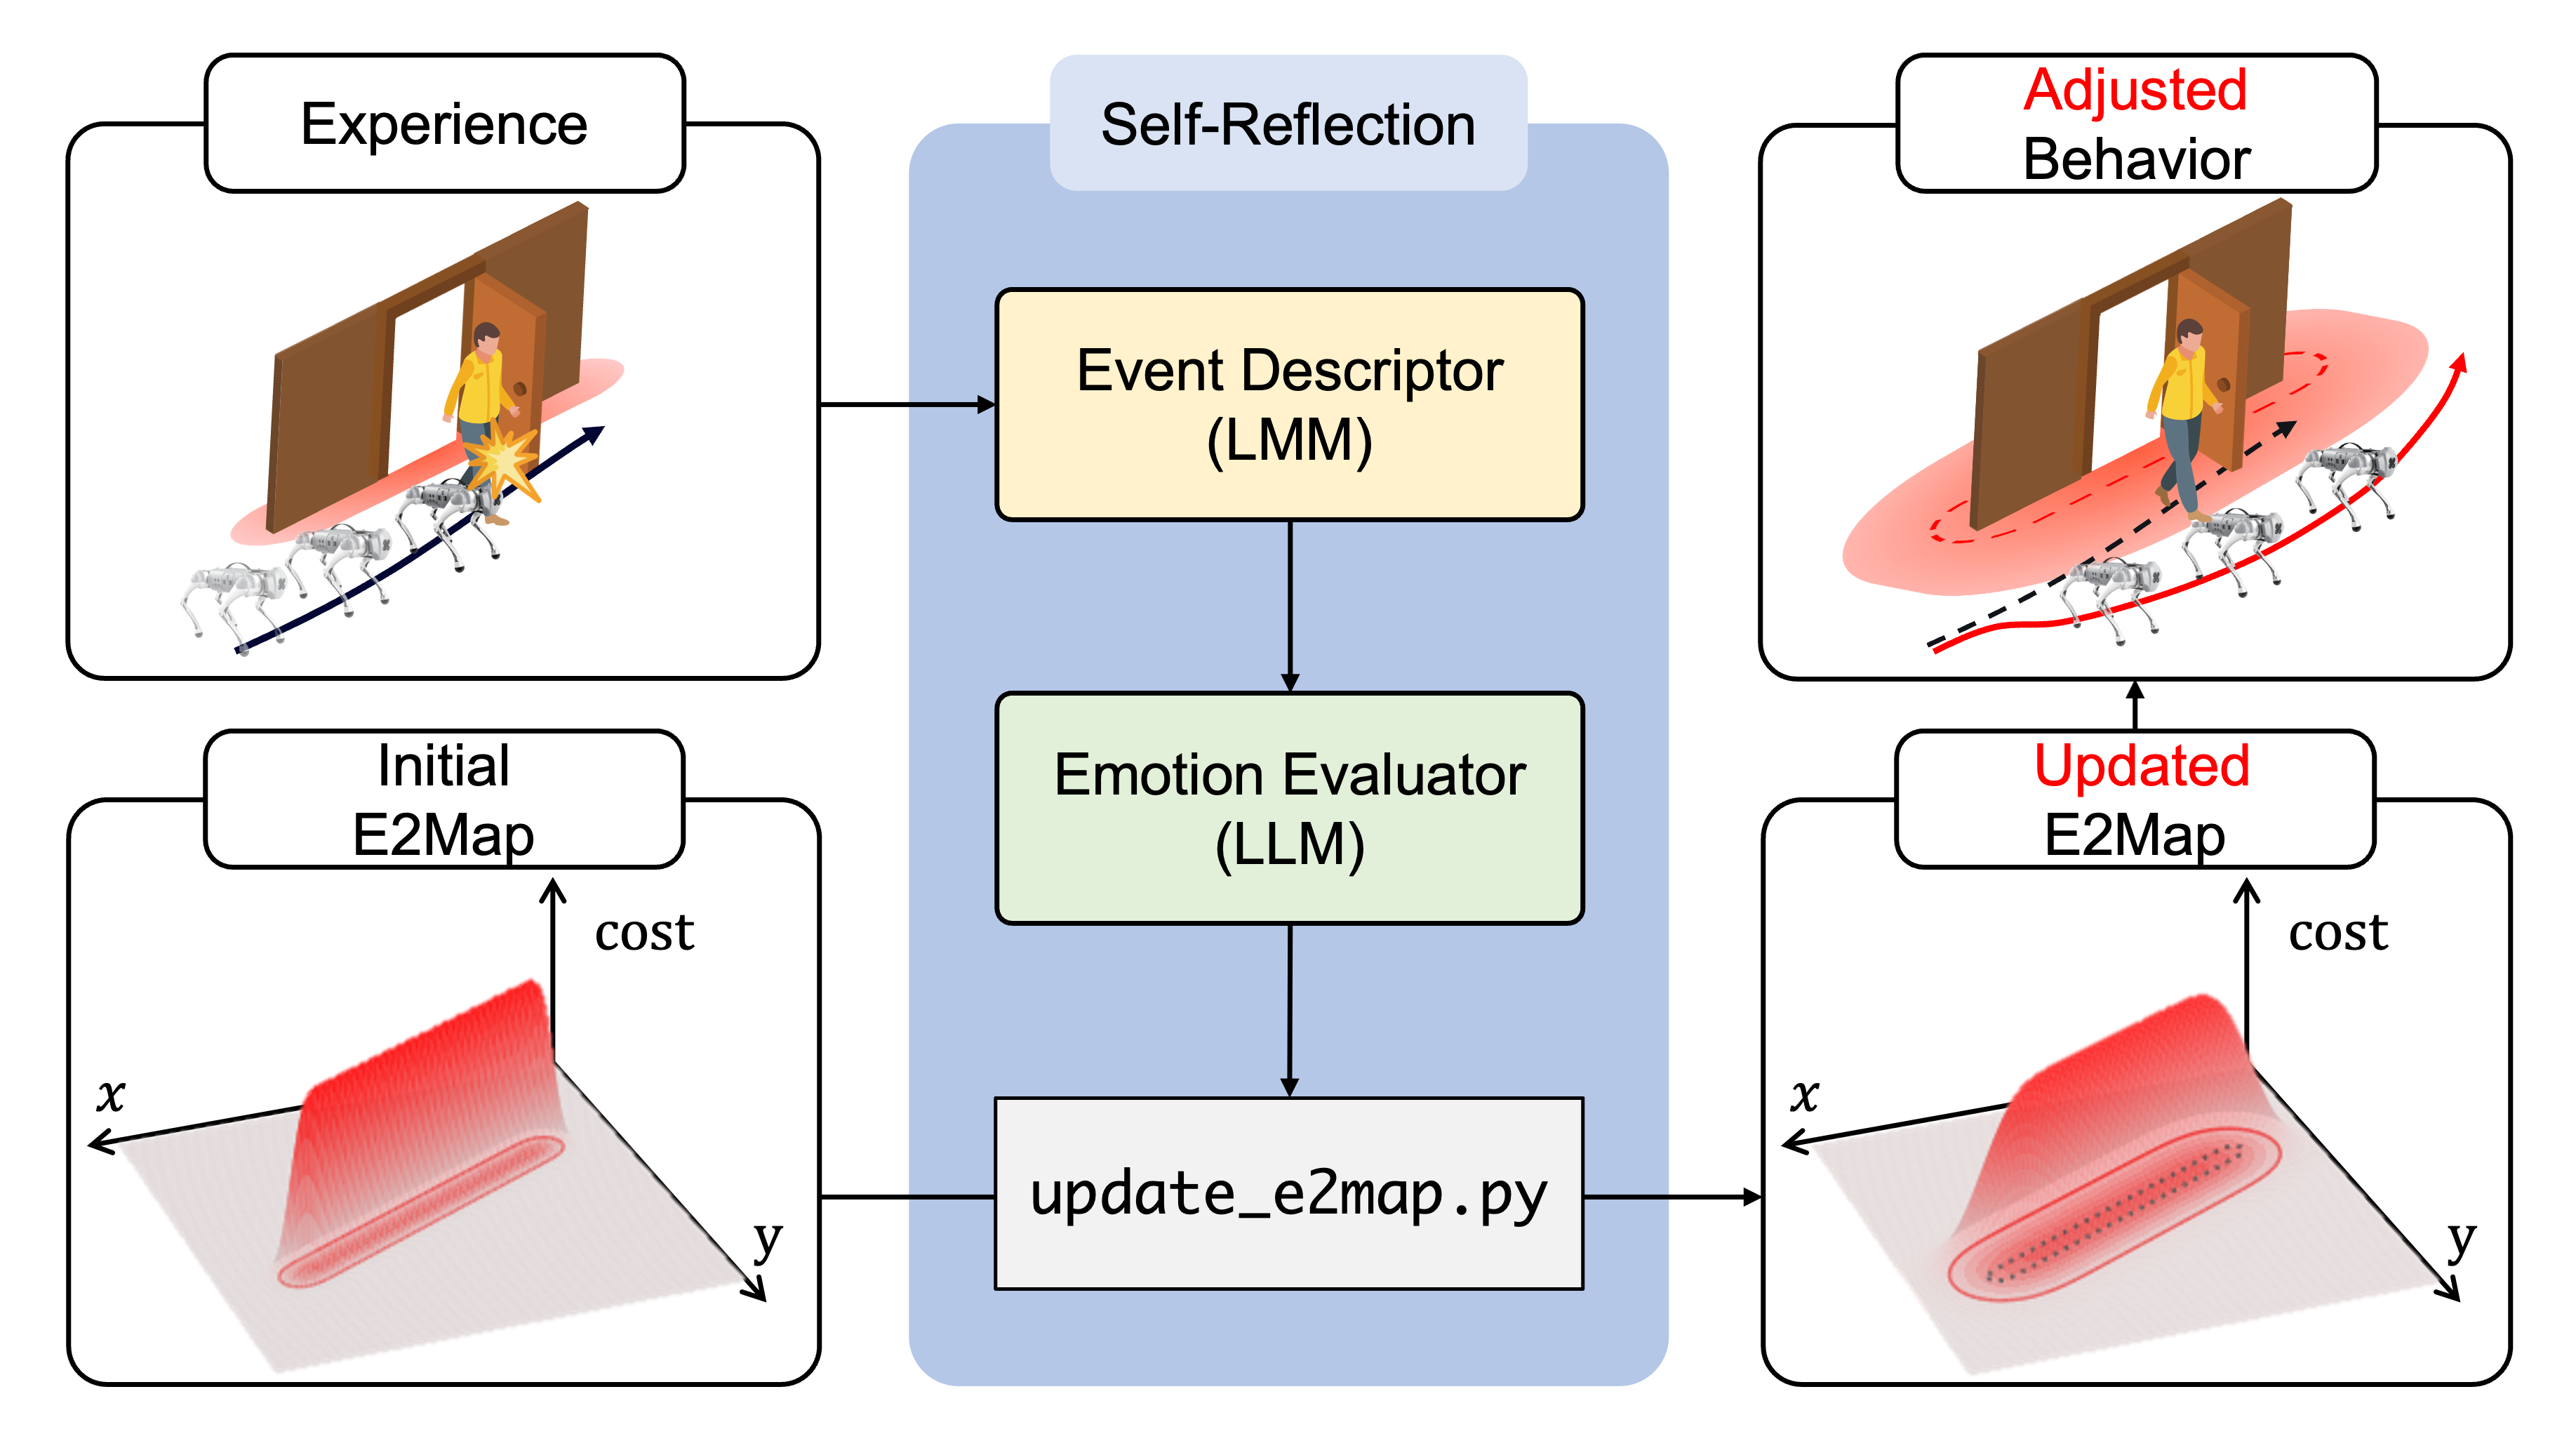 Experience
Self-Reflection
Adjusted
Behavior
Event Descriptor
(LMM)
Initial
E2Map
cost
x
y
Emotion Evaluator
(LLM)
update_e2map.py
Updated
E2Map
cost
x
y